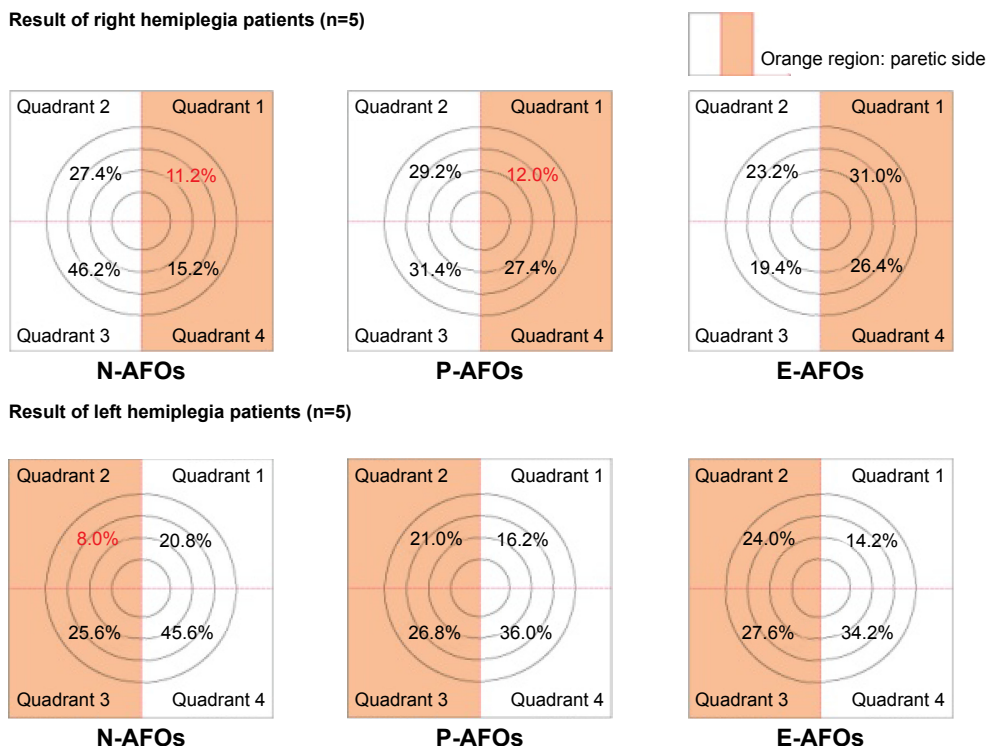 Result of right hemiplegia patients (n=5)
Orange region: paretic side
Quadrant 2 Quadrant 1 Quadrant 2 Quadrant 1 Quadrant 2 Quadrant 1
27.4% 11.2% 29.2% 12.0% 23.2% 31.0%
46.2% 15.2% 31.4% 27.4% 19.4% 26.4%
Quadrant 3 Quadrant 4 Quadrant 3 Quadrant 4 Quadrant 3 Quadrant 4
N-AFOs P-AFOs E-AFOs
Result of left hemiplegia patients (n=5)
Quadrant 2 Quadrant 1 Quadrant 2 Quadrant 1 Quadrant 2 Quadrant 1
8.0% 20.8% 21.0% 16.2% 24.0% 14.2%
25.6% 45.6% 26.8% 36.0% 27.6% 34.2%
Quadrant 3 Quadrant 4 Quadrant 3 Quadrant 4 Quadrant 3 Quadrant 4
N-AFOs P-AFOs E-AFOs